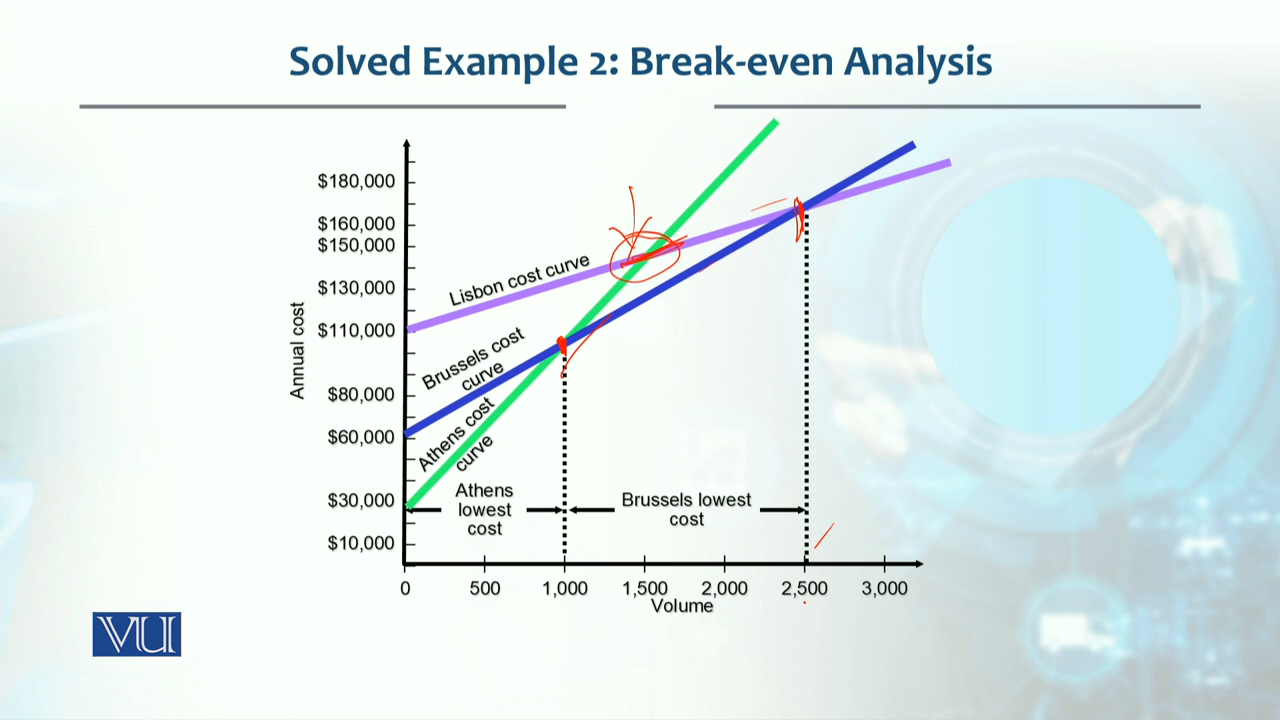 Solved Example 2: Break-even Analysis
$180,000
$160,000
$150,000
$130,000
$110,000
$80,000
$60,000
$30,000
$10,000
Annual cost
Lisbon cost curve
Brussels cost
curve
Athens cost
curve
Athens
lowest
cost
Brussels lowest
cost
0 500 1,000 1,500 2,000 2,500 3,000
Volume
VU